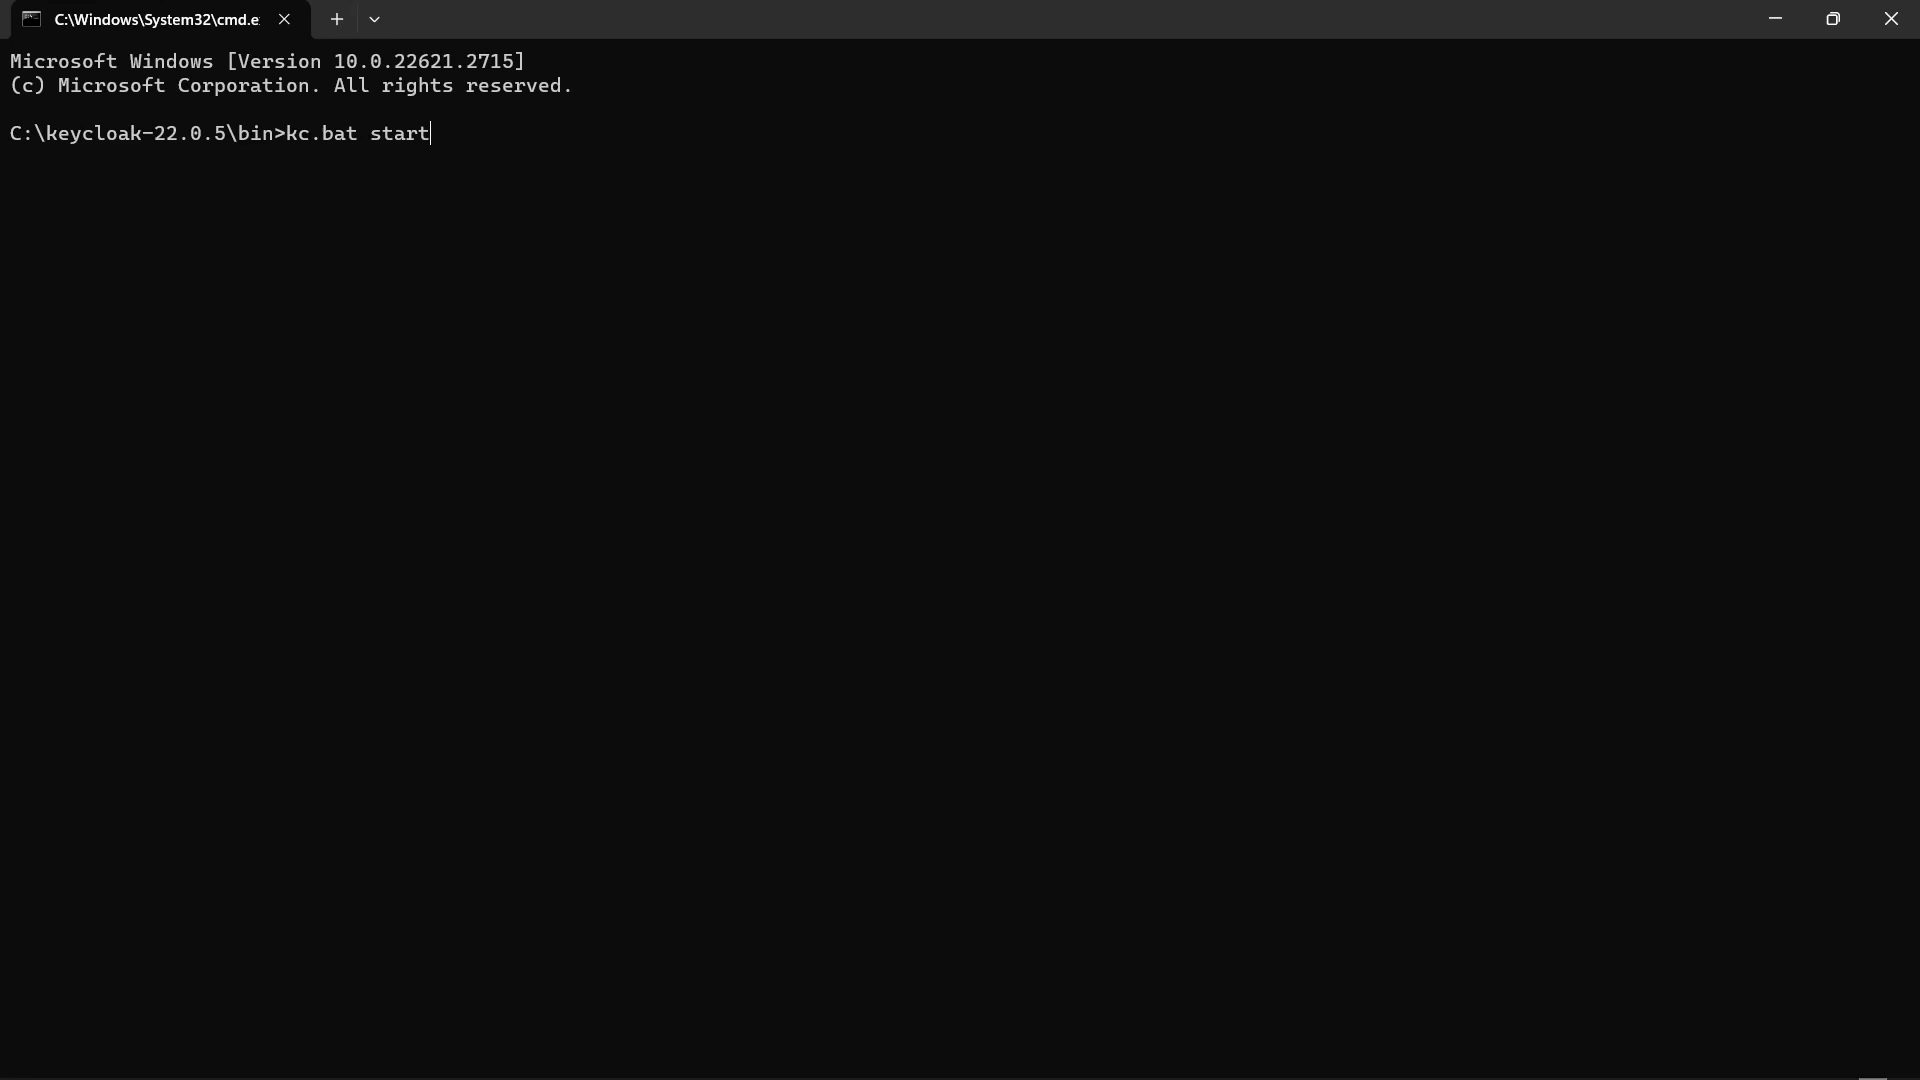 C:\Windows\System32\cmd.e
Microsoft Windows [Version 10.0.22621.2715]
(c) Microsoft Corporation. All rights reserved.
C:\keycloak-22.0.5\bin>kc.bat start